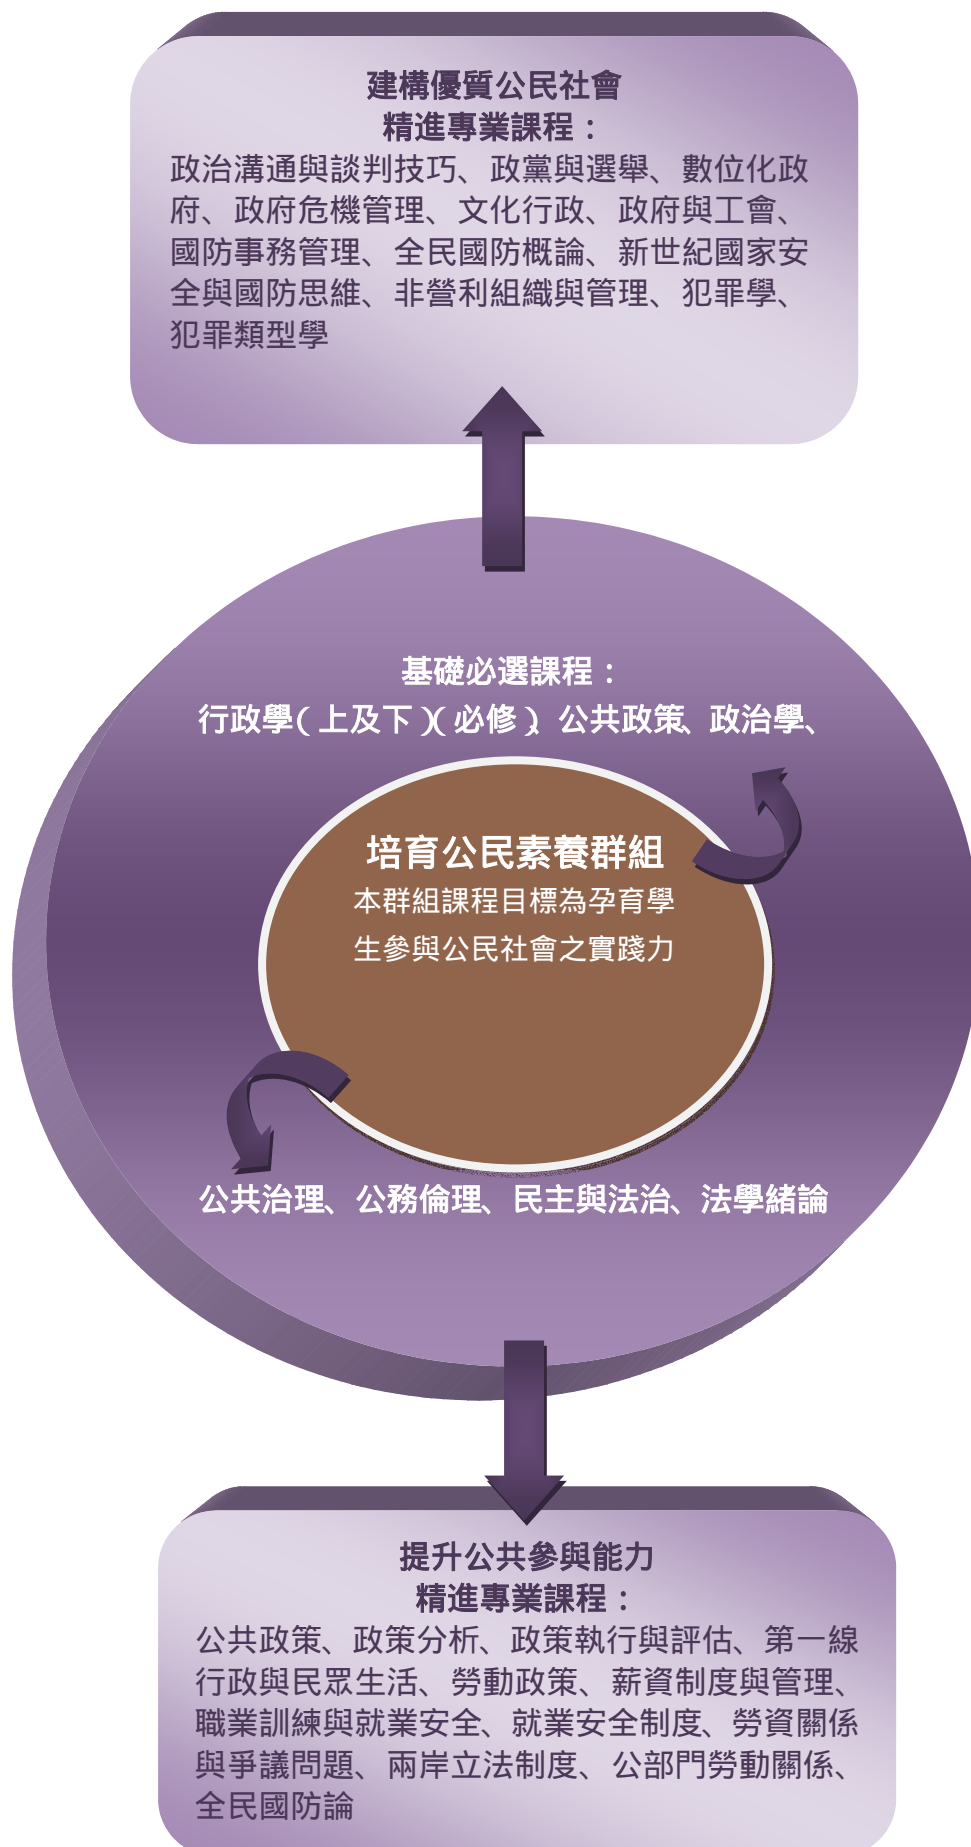 建構優質公民社會
精進專業課程：
政治溝通與談判技巧、政黨與選舉、數位化政
府、政府危機管理、文化行政、政府與工會、
國防事務管理、全民國防概論、新世紀國家安
全與國防思維、非營利組織與管理、犯罪學、
犯罪類型學
基礎必選課程：
行政學（上及下）（必修）、公共政策、政治學、
培育公民素養群組
本群組課程目標為孕育學
生參與公民社會之實踐力
公共治理、公務倫理、民主與法治、法學緒論
提升公共參與能力
精進專業課程：
公共政策、政策分析、政策執行與評估、第一線
行政與民眾生活、勞動政策、薪資制度與管理、
職業訓練與就業安全、就業安全制度、勞資關係
與爭議問題、兩岸立法制度、公部門勞動關係、
全民國防論